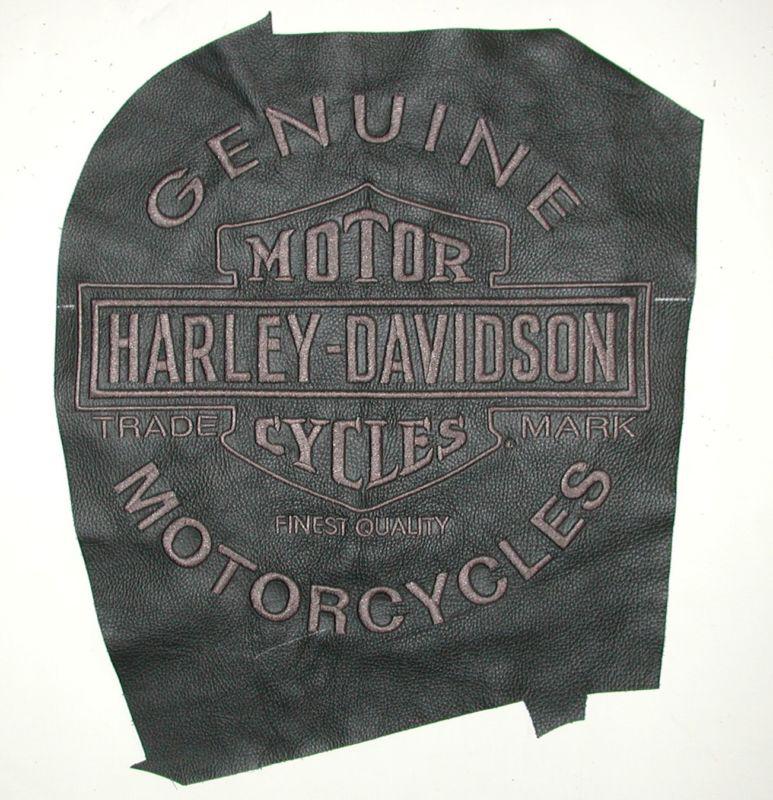 GENUINE
MOTOR
HARLEY-DAVIDSON
TRADE MARK
CYCLES
FINEST QUALITY
MOTORCYCLES